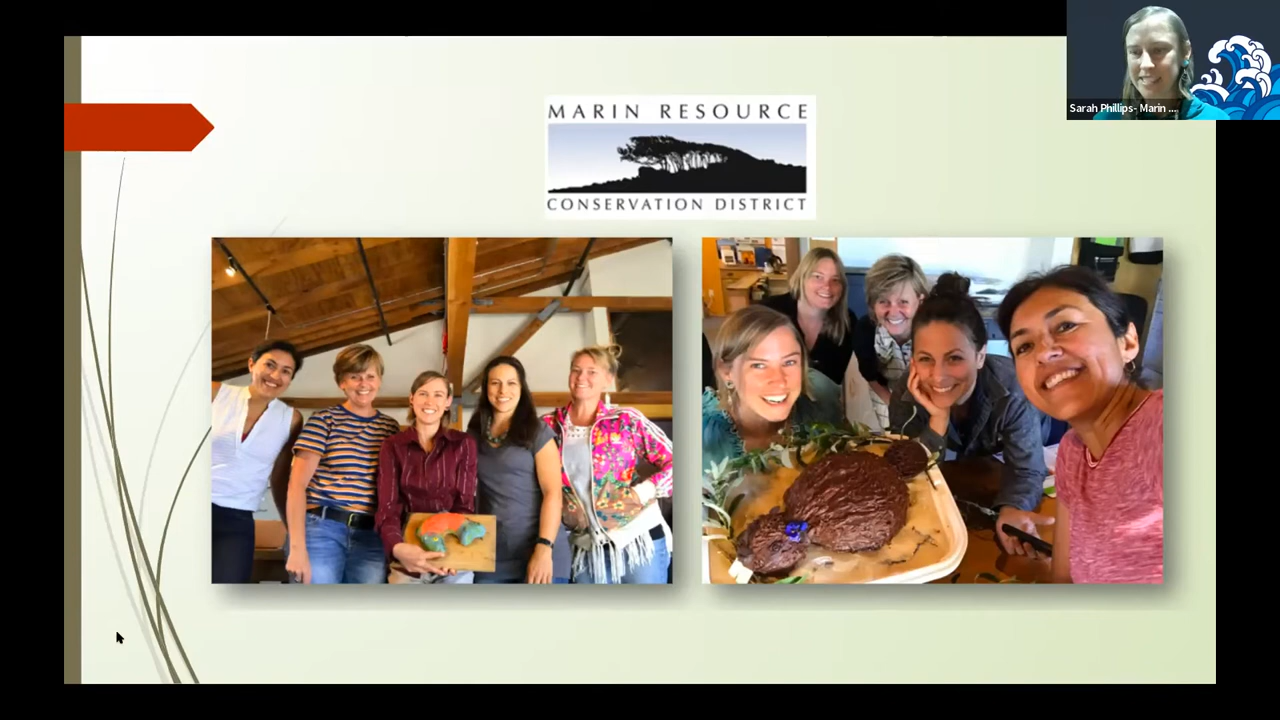 MARIN RESOURCE
CONSERVATION DISTRICT
Sarah Phillips- Marin ....